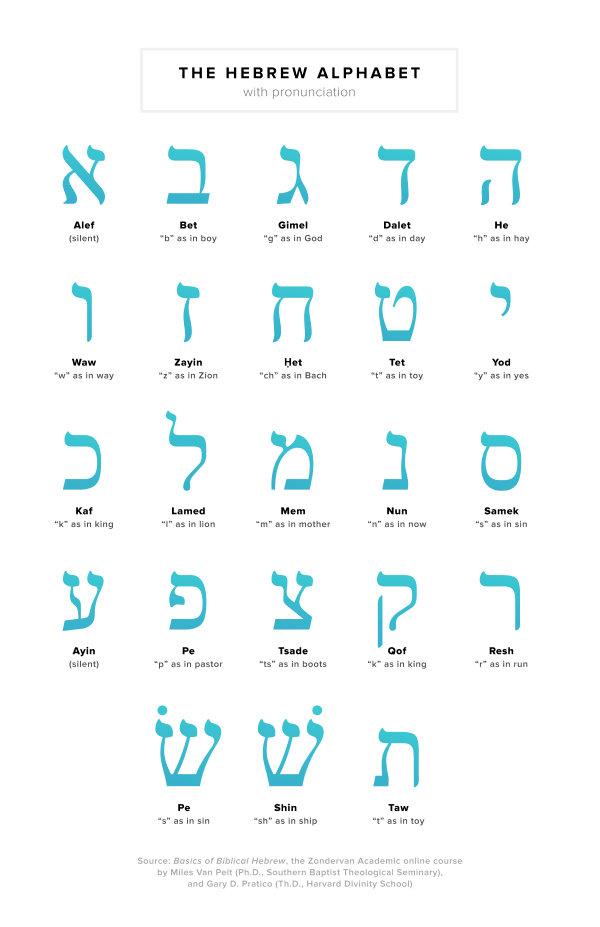 THE HEBREW ALPHABET
with pronunciation
א ב ג ד ה
Alef Bet Gimel Dalet He
(silent) “b” as in boy “g” as in God “d” as in day “h” as in hay
ו ז ח ט י
Waw Zayin Ḥet Tet Yod
“w” as in way “z” as in Zion “ch” as in Bach “t” as in toy “y” as in yes
כ ל מ נ ס
Kaf Lamed Mem Nun Samek
“k” as in king “l” as in lion “m” as in mother “n” as in now “s” as in sin
ע פ צ ק ר
Ayin Pe Tsade Qof Resh
(silent) “p” as in pastor “ts” as in boots “k” as in king “r” as in run
שׂ שׁ ת
Pe Shin Taw
“s” as in sin “sh” as in ship “t” as in toy
Source: Basics of Biblical Hebrew, the Zondervan Academic online course
by Miles Van Pelt (Ph.D., Southern Baptist Theological Seminary),
and Gary D. Pratico (Th.D., Harvard Divinity School)